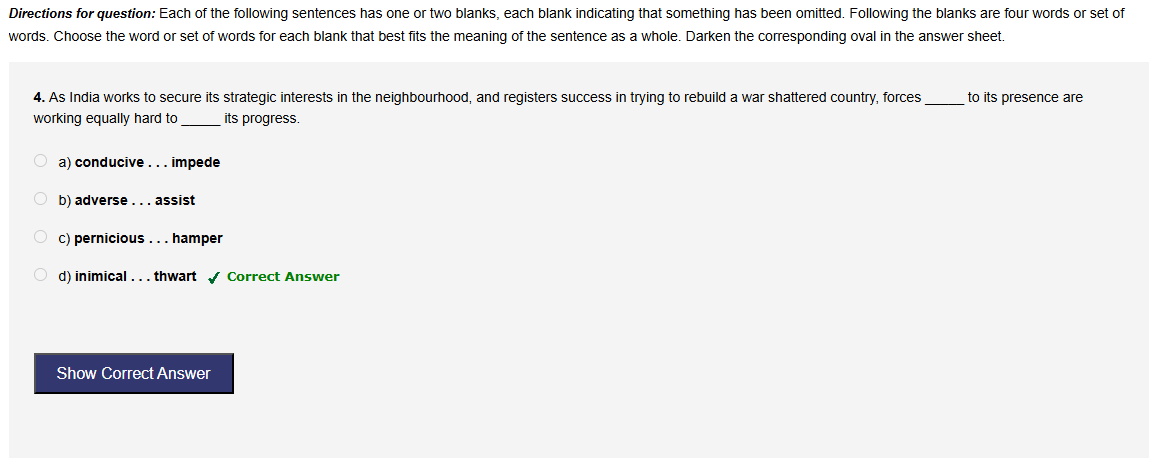 Directions for question: Each of the following sentences has one or two blanks, each blank indicating that something has been omitted. Following the blanks are four words or set of
words. Choose the word or set of words for each blank that best fits the meaning of the sentence as a whole. Darken the corresponding oval in the answer sheet.
4. As India works to secure its strategic interests in the neighbourhood, and registers success in trying to rebuild a war shattered country, forces _____ to its presence are
working equally hard to _____ its progress.
a) conducive . . . impede
b) adverse . . . assist
c) pernicious . . . hamper
d) inimical . . . thwart ✓ Correct Answer
Show Correct Answer